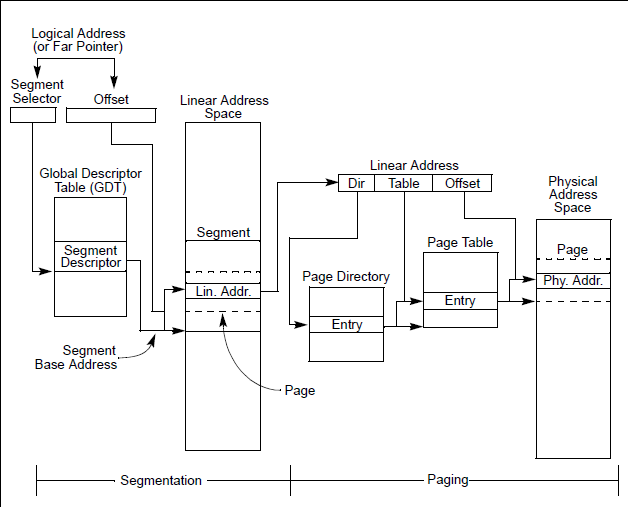 Logical Address
(or Far Pointer)
Segment
Selector
Offset
Linear Address
Space
Global Descriptor
Table (GDT)
Segment
Descriptor
Segment
Lin. Addr.
Segment
Base Address
Page
Linear Address
Dir
Table
Offset
Page Directory
Entry
Page Table
Entry
Physical
Address
Space
Page
Phy. Addr.
Segmentation
Paging